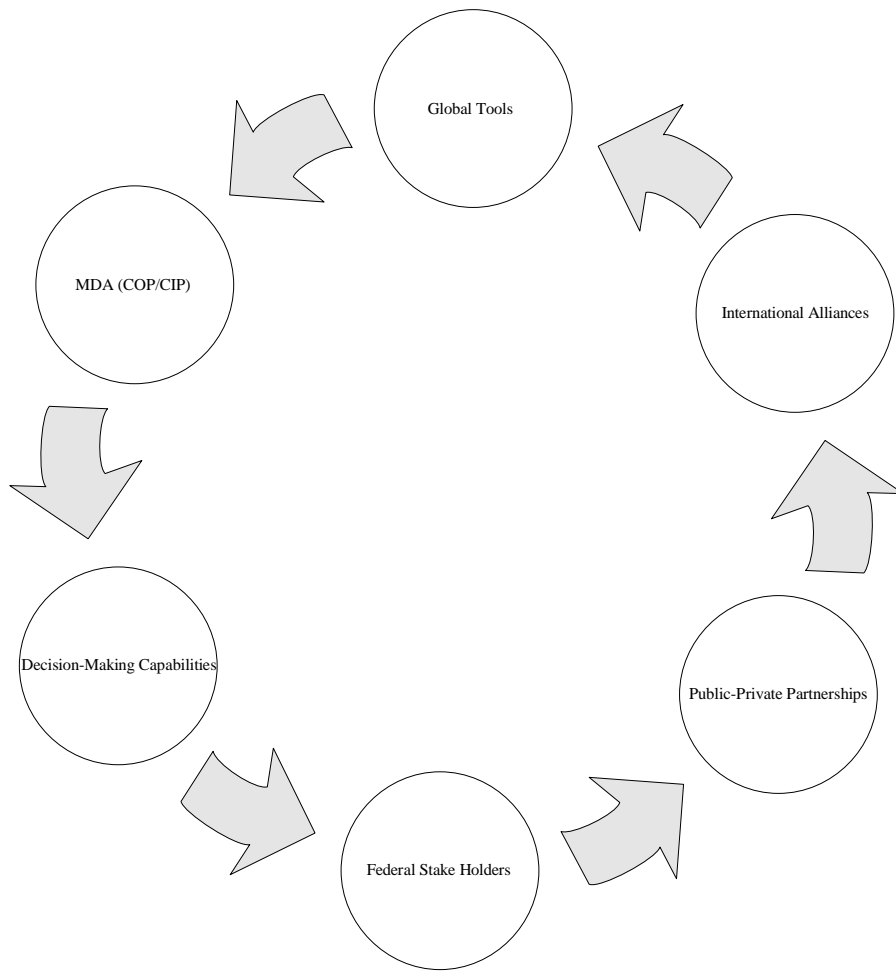 Global Tools
MDA (COP/CIP)
International Alliances
Decision-Making Capabilities
Public-Private Partnerships
Federal Stake Holders